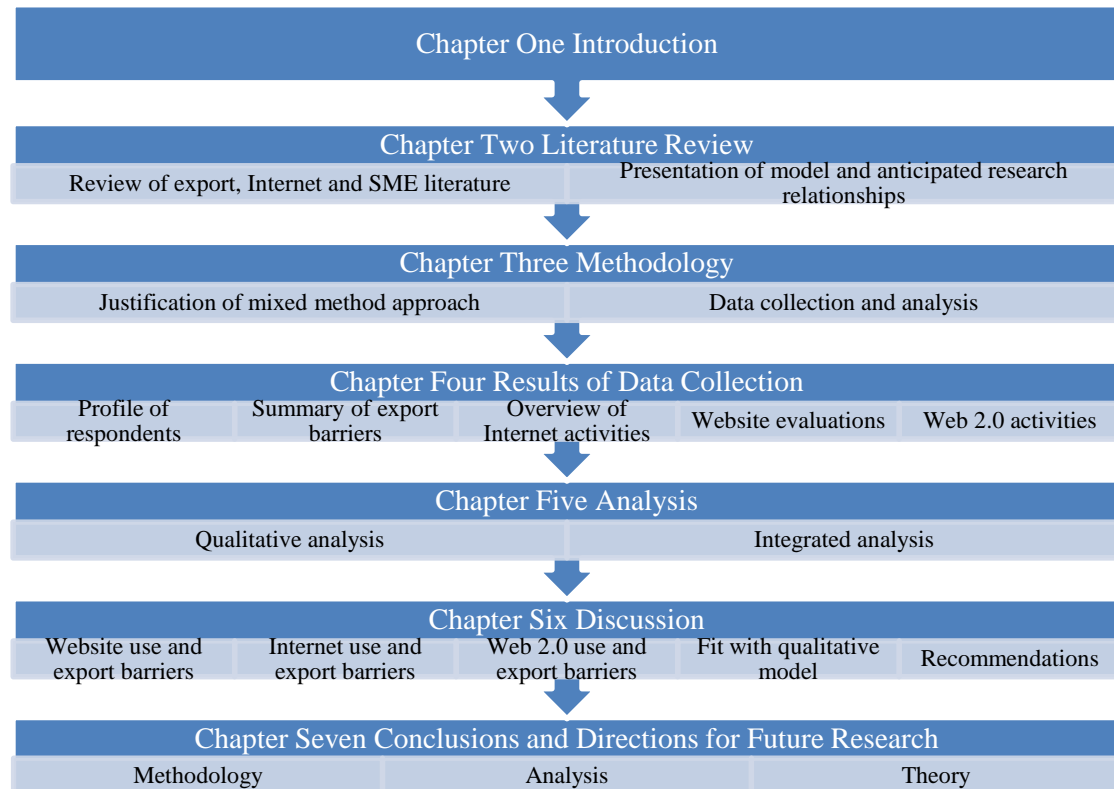 Chapter One Introduction
Chapter Two Literature Review
Review of export, Internet and SME literature
Presentation of model and anticipated research
relationships
Chapter Three Methodology
Justification of mixed method approach
Data collection and analysis
Chapter Four Results of Data Collection
Profile of
respondents
Summary of export
barriers
Overview of
Internet activities
Website evaluations
Web 2.0 activities
Chapter Five Analysis
Qualitative analysis
Integrated analysis
Chapter Six Discussion
Website use and
export barriers
Internet use and
export barriers
Web 2.0 use and
export barriers
Fit with qualitative
model
Recommendations
Chapter Seven Conclusions and Directions for Future Research
Methodology
Analysis
Theory